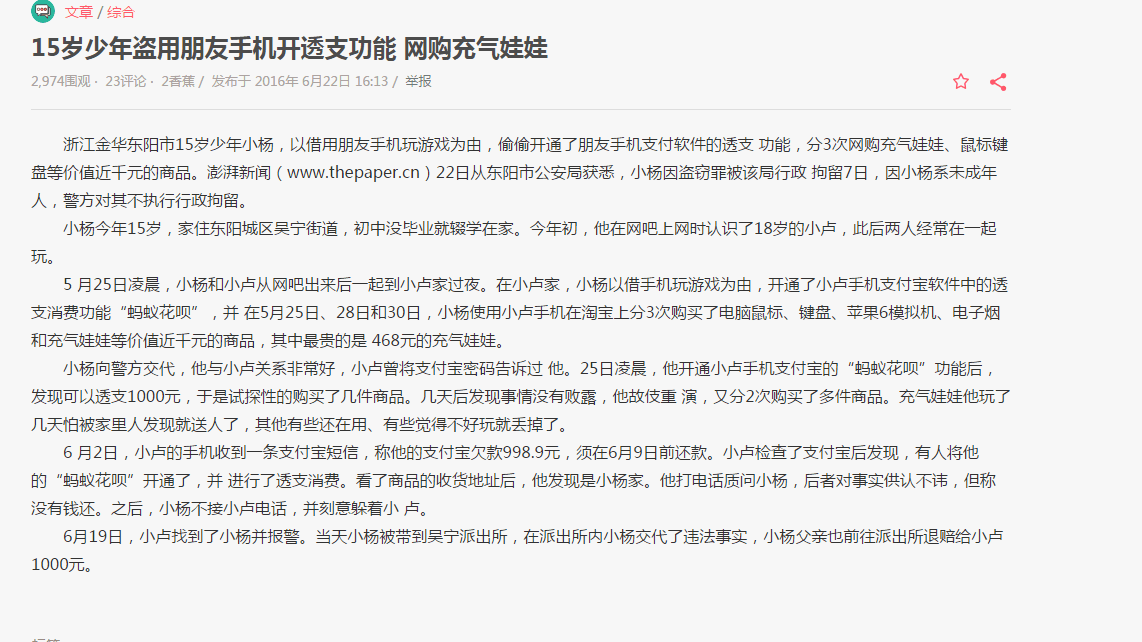 文章 / 综合
15岁少年盗用朋友手机开透支功能 网购充气娃娃
2,974围观 · 23评论 · 2香蕉 / 发布于 2016年 6月22日 16:13 / 举报
浙江金华东阳市15岁少年小杨，以借用朋友手机玩游戏为由，偷偷开通了朋友手机支付软件的透支 功能，分3次网购充气娃娃、鼠标键
盘等价值近千元的商品。澎湃新闻（www.thepaper.cn）22日从东阳市公安局获悉，小杨因盗窃罪被该局行政 拘留7日，因小杨系未成年
人，警方对其不执行行政拘留。
小杨今年15岁，家住东阳城区吴宁街道，初中没毕业就辍学在家。今年初，他在网吧上网时认识了18岁的小卢，此后两人经常在一起
玩。
5 月25日凌晨，小杨和小卢从网吧出来后一起到小卢家过夜。在小卢家，小杨以借手机玩游戏为由，开通了小卢手机支付宝软件中的透
支消费功能“蚂蚁花呗”，并 在5月25日、28日和30日，小杨使用小卢手机在淘宝上分3次购买了电脑鼠标、键盘、苹果6模拟机、电子烟
和充气娃娃等价值近千元的商品，其中最贵的是 468元的充气娃娃。
小杨向警方交代，他与小卢关系非常好，小卢曾将支付宝密码告诉过 他。25日凌晨，他开通小卢手机支付宝的“蚂蚁花呗”功能后，
发现可以透支1000元，于是试探性的购买了几件商品。几天后发现事情没有败露，他故伎重 演，又分2次购买了多件商品。充气娃娃他玩了
几天怕被家里人发现就送人了，其他有些还在用、有些觉得不好玩就丢掉了。
6 月2日，小卢的手机收到一条支付宝短信，称他的支付宝欠款998.9元，须在6月9日前还款。小卢检查了支付宝后发现，有人将他
的“蚂蚁花呗”开通了，并 进行了透支消费。看了商品的收货地址后，他发现是小杨家。他打电话质问小杨，后者对事实供认不讳，但称
没有钱还。之后，小杨不接小卢电话，并刻意躲着小 卢。
6月19日，小卢找到了小杨并报警。当天小杨被带到吴宁派出所，在派出所内小杨交代了违法事实，小杨父亲也前往派出所退赔给小卢
1000元。